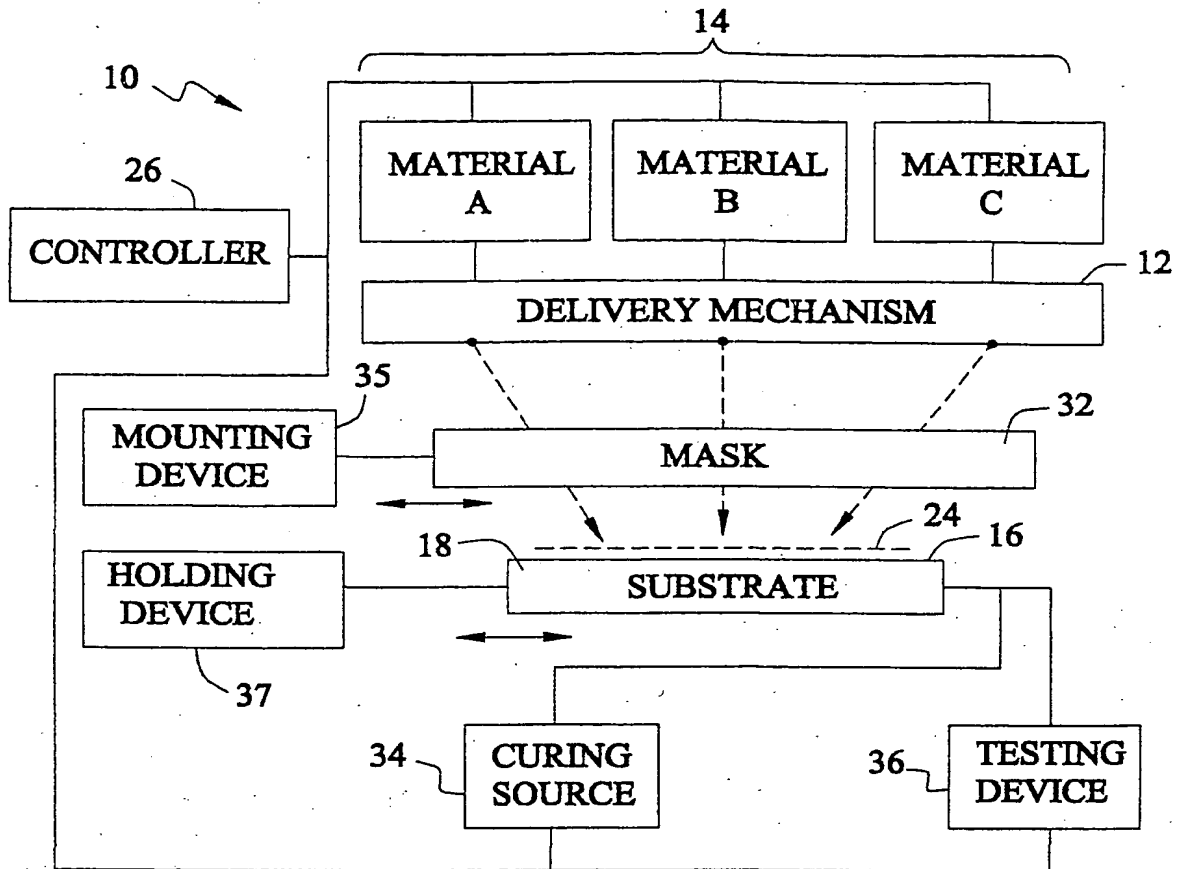 14
10
MATERIAL
A
MATERIAL
B
MATERIAL
C
26
CONTROLLER
12
DELIVERY MECHANISM
35
32
MOUNTING
DEVICE
MASK
24
18
16
HOLDING
DEVICE
SUBSTRATE
37
34
CURING
SOURCE
36
TESTING
DEVICE